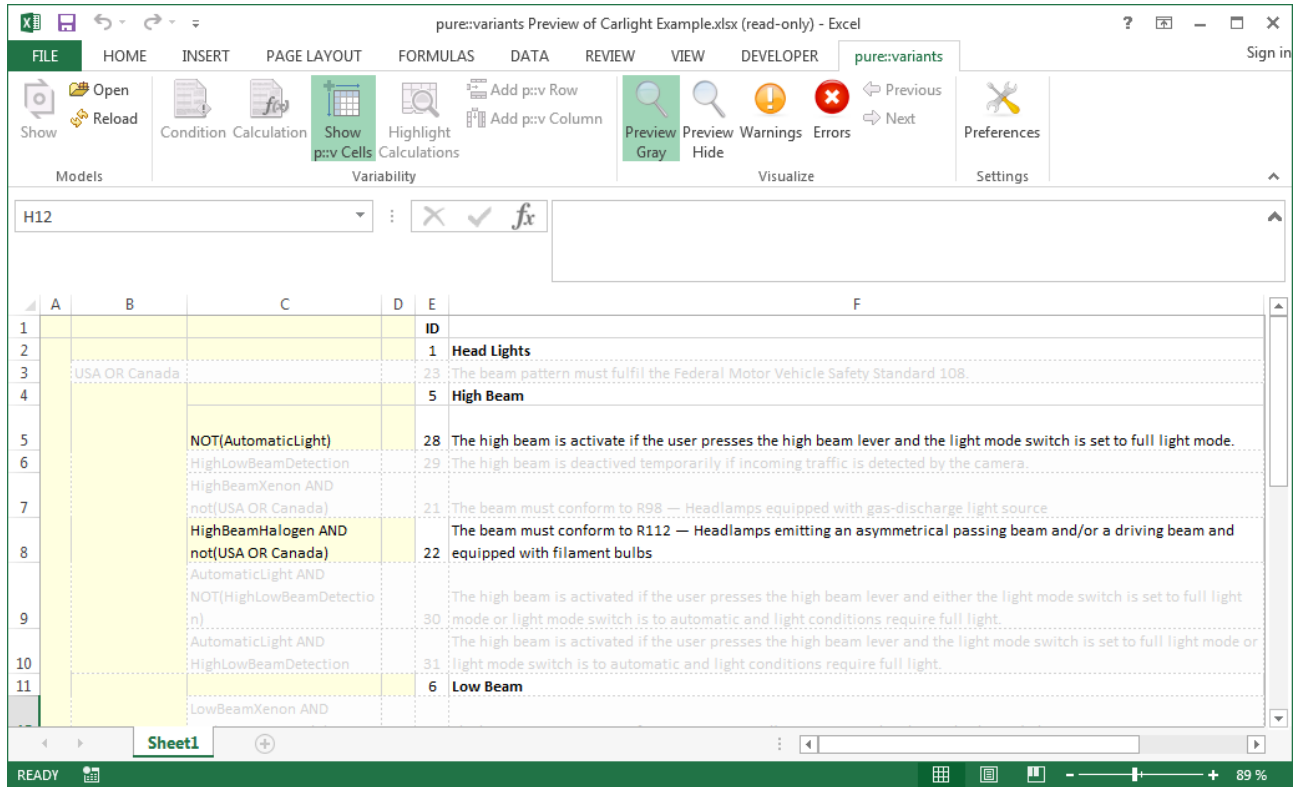 pure::variants Preview of Carlight Example.xlsx (read-only) - Excel
?
FILE HOME INSERT PAGE LAYOUT FORMULAS DATA REVIEW VIEW DEVELOPER pure::variants Sign in
Open Add p::v Row Previous
Reload Add p::v Column Next
Show Condition Calculation Show Highlight Preview Preview Warnings Errors Preferences
p::v Cells Calculations Gray Hide
Models Variability Visualize Settings
H12 fx
A B C D E F
1 ID
2 1 Head Lights
3 USA OR Canada 23 The beam pattern must fulfil the Federal Motor Vehicle Safety Standard 108.
4 5 High Beam
5 NOT(AutomaticLight) 28 The high beam is activate if the user presses the high beam lever and the light mode switch is set to full light mode.
6 HighLowBeamDetection 29 The high beam is deactived temporarily if incoming traffic is detected by the camera.
HighBeamXenon AND
7 not(USA OR Canada) 21 The beam must conform to R98 — Headlamps equipped with gas-discharge light source
HighBeamHalogen AND The beam must conform to R112 — Headlamps emitting an asymmetrical passing beam and/or a driving beam and
8 not(USA OR Canada) 22 equipped with filament bulbs
AutomaticLight AND
NOT(HighLowBeamDetectio The high beam is activated if the user presses the high beam lever and either the light mode switch is set to full light
9 n) 30 mode or light mode switch is to automatic and light conditions require full light.
AutomaticLight AND The high beam is activated if the user presses the high beam lever and the light mode switch is set to full light mode or
10 HighLowBeamDetection 31 light mode switch is to automatic and light conditions require full light.
11 6 Low Beam
LowBeamXenon AND
Sheet1
READY 89 %